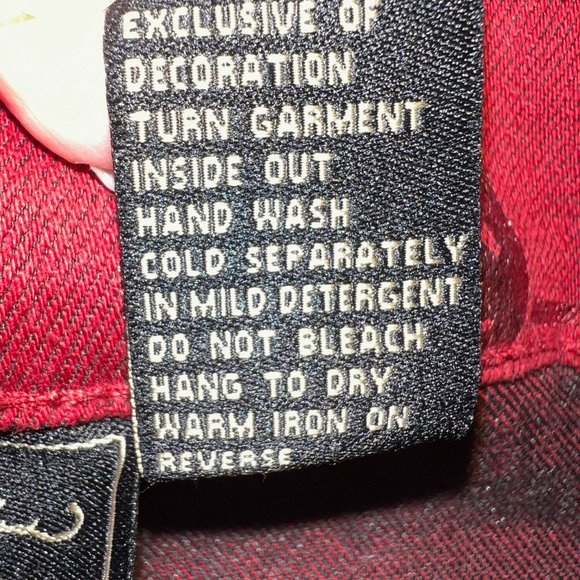 EXCLUSIVE OF
DECORATION
TURN GARMENT
INSIDE OUT
HAND WASH
COLD SEPARATELY
IN MILD DETERGENT
DO NOT BLEACH
HANG TO DRY
WARM IRON ON
REVERSE